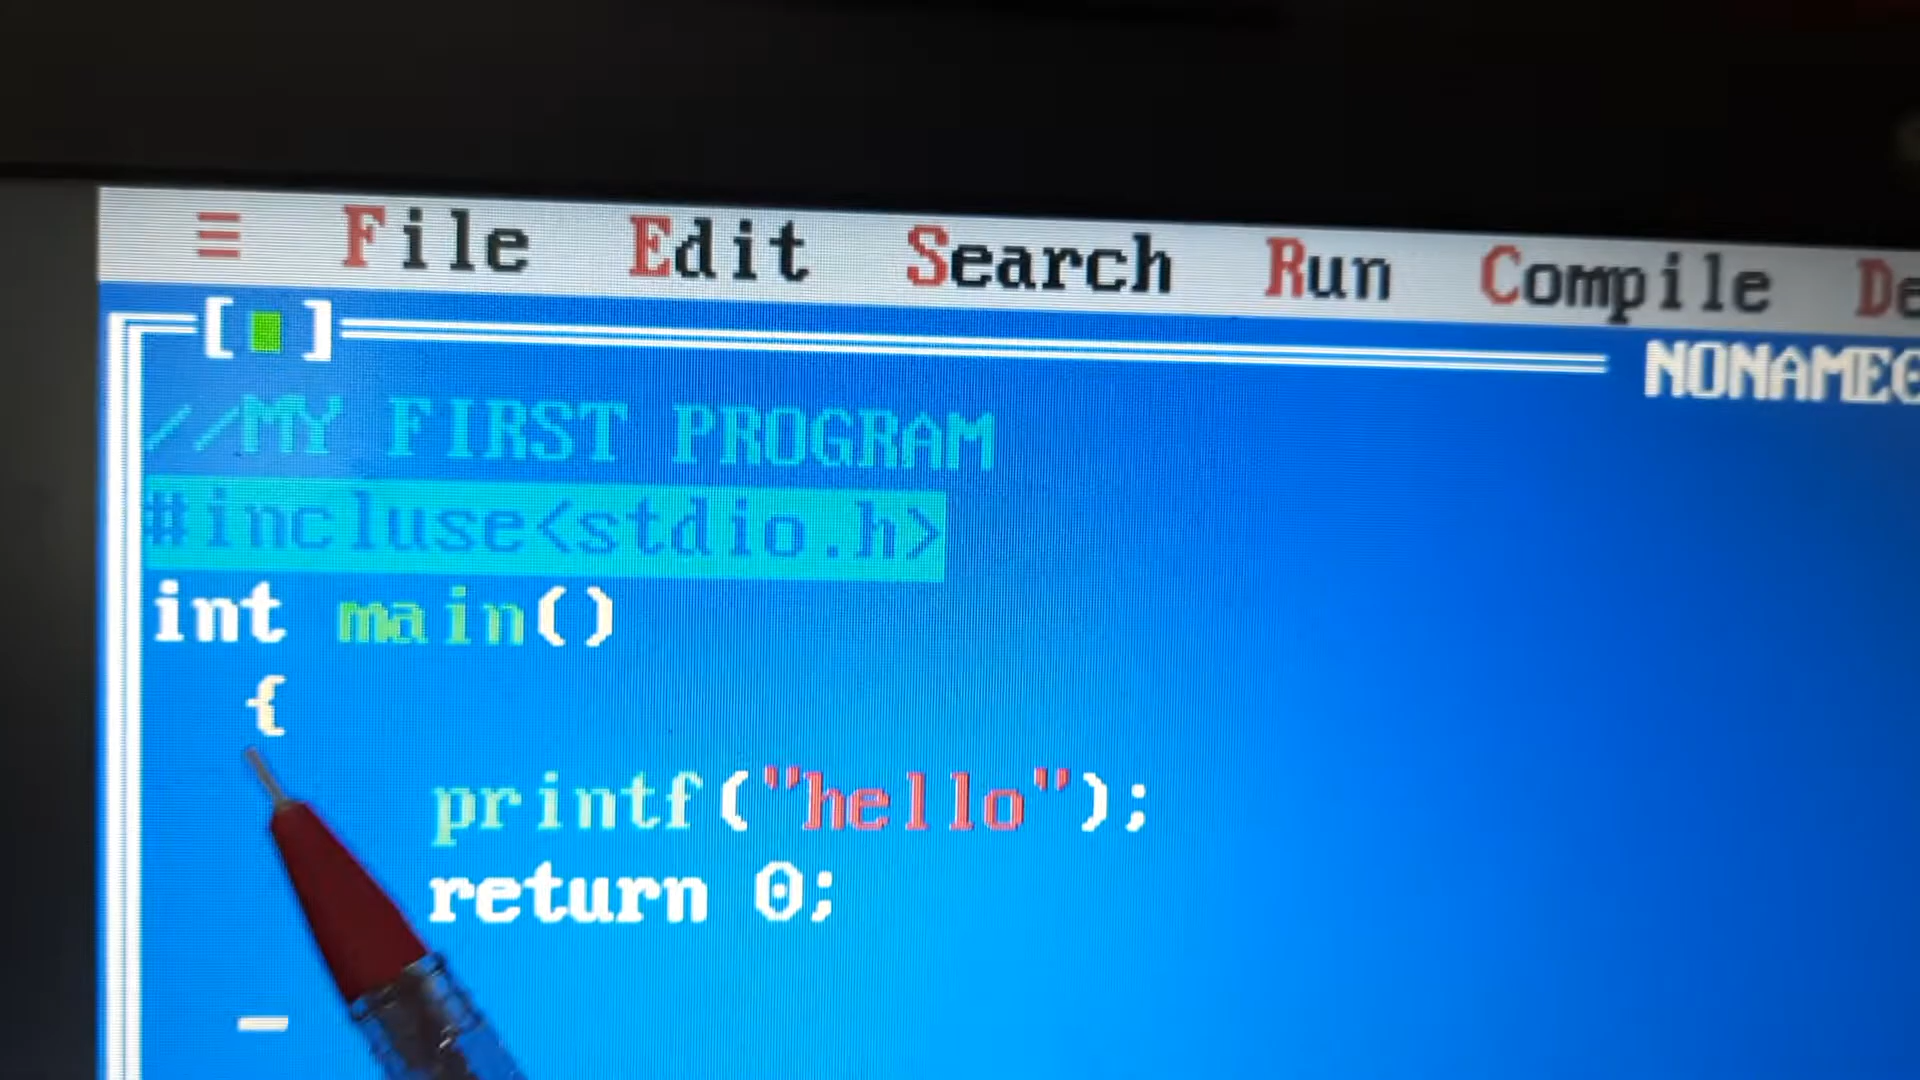 ≡ File Edit Search Run Compile
[■] NONAME
//MY FIRST PROGRAM
#incluse<stdio.h>
int main()
{
printf("hello");
return 0;